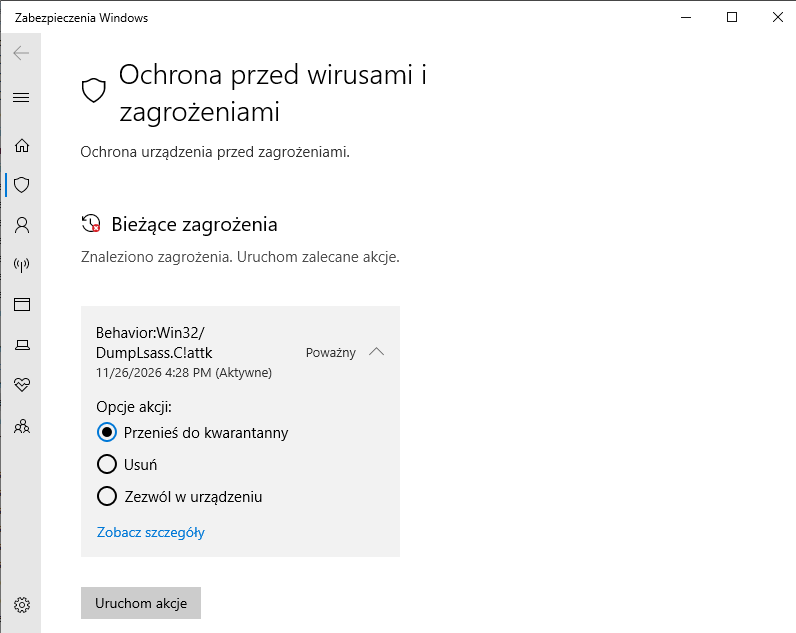 Zabezpieczenia Windows
Ochrona przed wirusami i
zagrożeniami
Ochrona urządzenia przed zagrożeniami.
Bieżące zagrożenia
Znaleziono zagrożenia. Uruchom zalecane akcje.
Behavior:Win32/
DumpLsass.C!attk
Poważny
11/26/2026 4:28 PM (Aktywne)
Opcje akcji:
Przenieś do kwarantanny
Usuń
Zezwól w urządzeniu
Zobacz szczegóły
Uruchom akcje